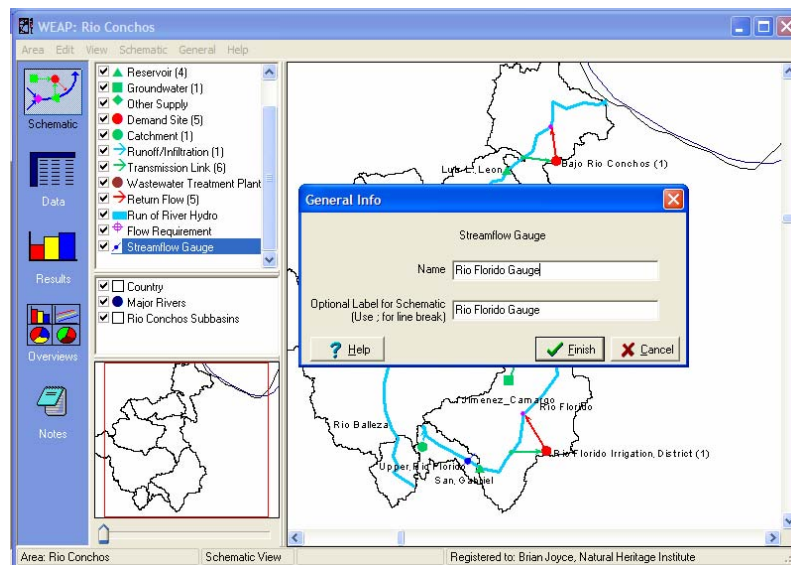 WEAP: Rio Conchos
Area Edit View Schematic General Help
Schematic
Data
Results
Overviews
Notes
Reservoir (4)
Groundwater (1)
Other Supply
Demand Site (5)
Catchment (1)
Runoff/Infiltration (1)
Transmission Link (6)
Wastewater Treatment Plant
Return Flow (5)
Run of River Hydro
Flow Requirement
Streamflow Gauge
Country
Major Rivers
Rio Conchos Subbasins
Bajo Rio Conchos (1)
Luis L. Leon
General Info
Streamflow Gauge
Name
Rio Florido Gauge
Optional Label for Schematic
(Use ; for line break)
Rio Florido Gauge
? Help
Finish
Cancel
Jimenez_Camargo
Rio Florido
Rio Balleza
Rio Florido Irrigation District (1)
Upper Rio Florido
San Gabriel
Area: Rio Conchos
Schematic View
Registered to: Brian Joyce, Natural Heritage Institute